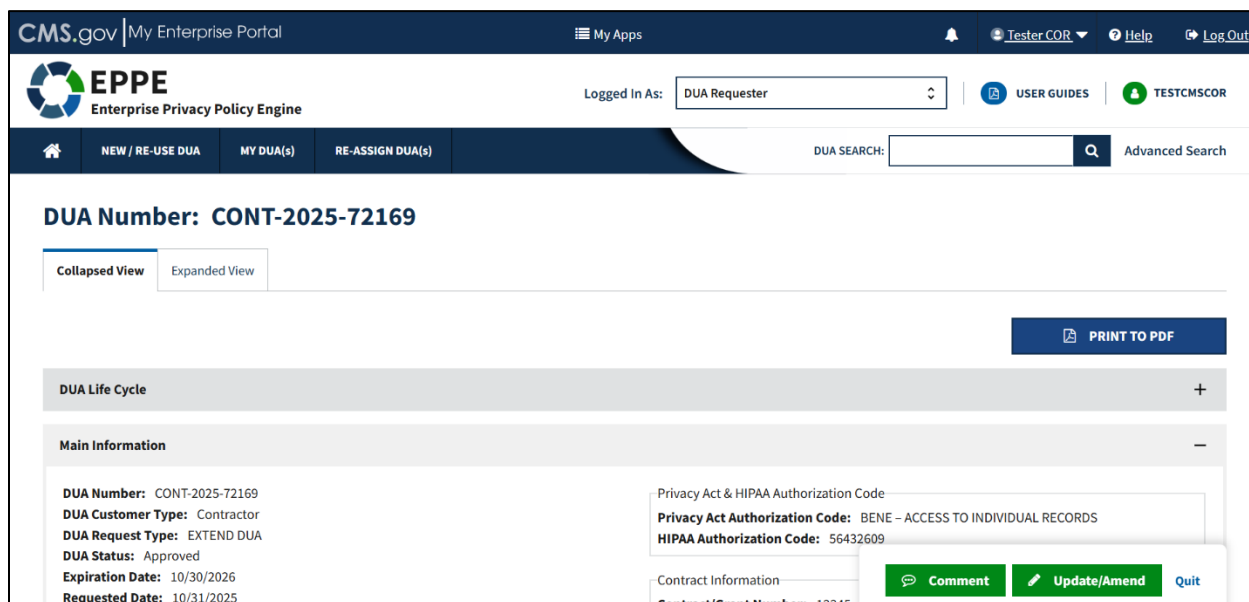 CMS.gov My Enterprise Portal
My Apps
Tester COR
Help
Log Out
EPPE
Enterprise Privacy Policy Engine
Logged In As:
DUA Requester
USER GUIDES
TESTCMSCOR
NEW / RE-USE DUA
MY DUA(s)
RE-ASSIGN DUA(s)
DUA SEARCH:
Advanced Search
DUA Number: CONT-2025-72169
Collapsed View
Expanded View
PRINT TO PDF
DUA Life Cycle
Main Information
DUA Number: CONT-2025-72169
DUA Customer Type: Contractor
DUA Request Type: EXTEND DUA
DUA Status: Approved
Expiration Date: 10/30/2026
Requested Date: 10/31/2025
Privacy Act & HIPAA Authorization Code
Privacy Act Authorization Code: BENE – ACCESS TO INDIVIDUAL RECORDS
HIPAA Authorization Code: 56432609
Contract Information
Contract/Grant Number: 12345
Comment
Update/Amend
Quit